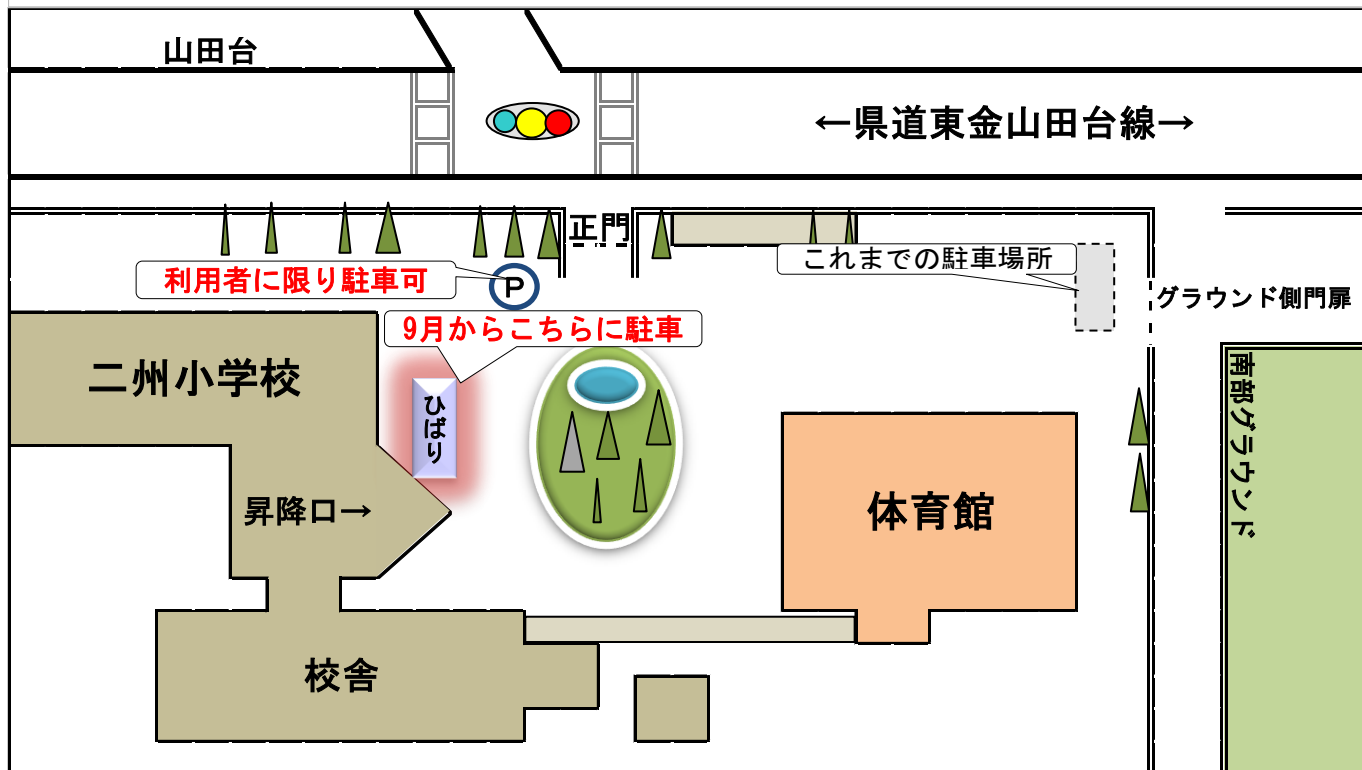 山田台
←県道東金山田台線→
正門
これまでの駐車場所
利用者に限り駐車可
P
グラウンド側門扉
9月からこちらに駐車
二州小学校
ひばり
南部グラウンド
昇降口→
体育館
校舎